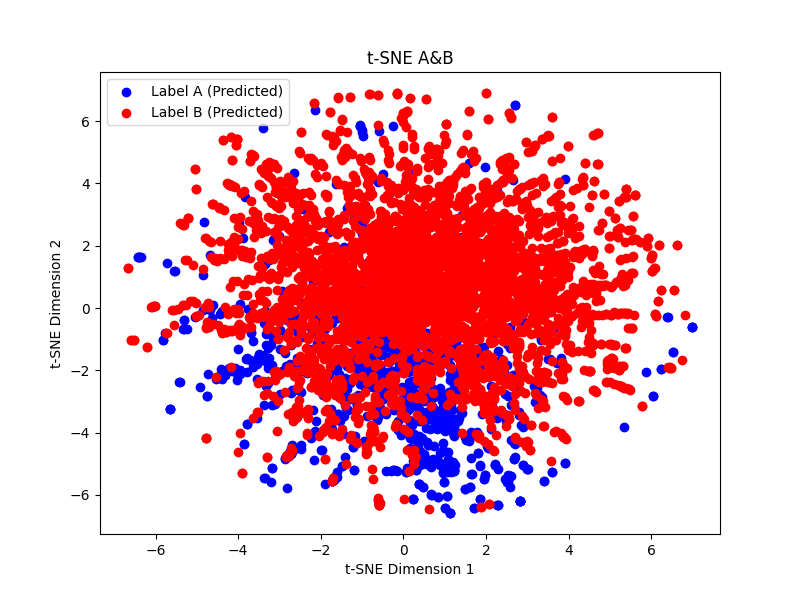 t-SNE A&B
Label A (Predicted)
Label B (Predicted)
6
4
2
0
−2
−4
−6
t-SNE Dimension 2
−6 −4 −2 0 2 4 6
t-SNE Dimension 1